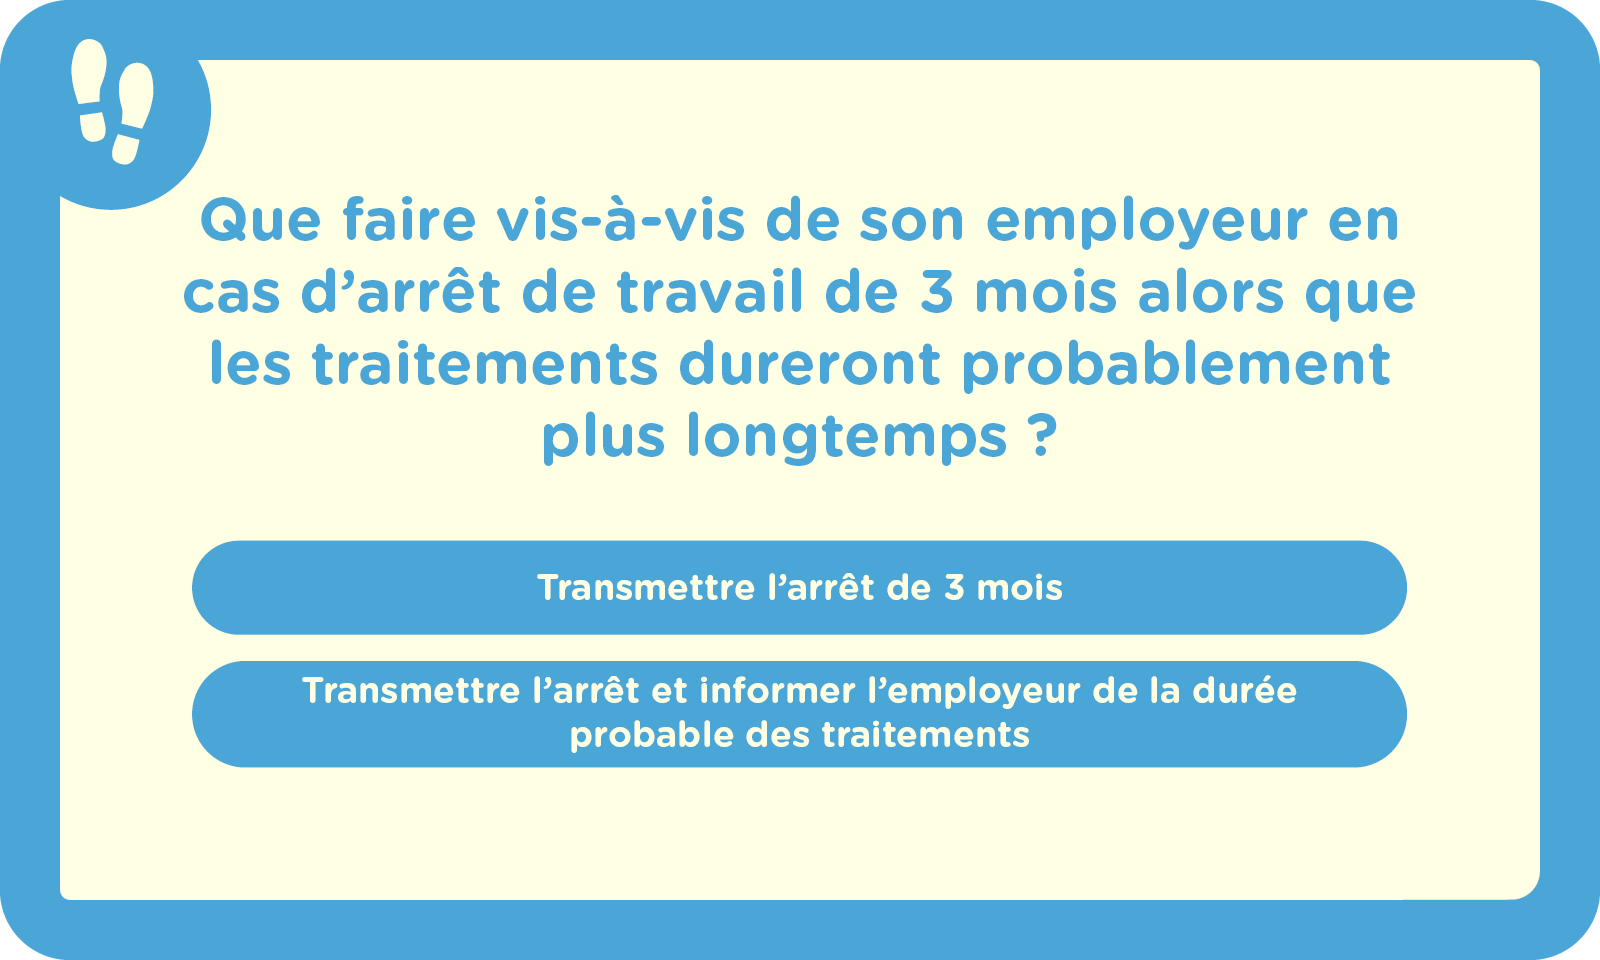 Que faire vis-à-vis de son employeur en
cas d’arrêt de travail de 3 mois alors que
les traitements dureront probablement
plus longtemps ?
Transmettre l’arrêt de 3 mois
Transmettre l’arrêt et informer l’employeur de la durée
probable des traitements